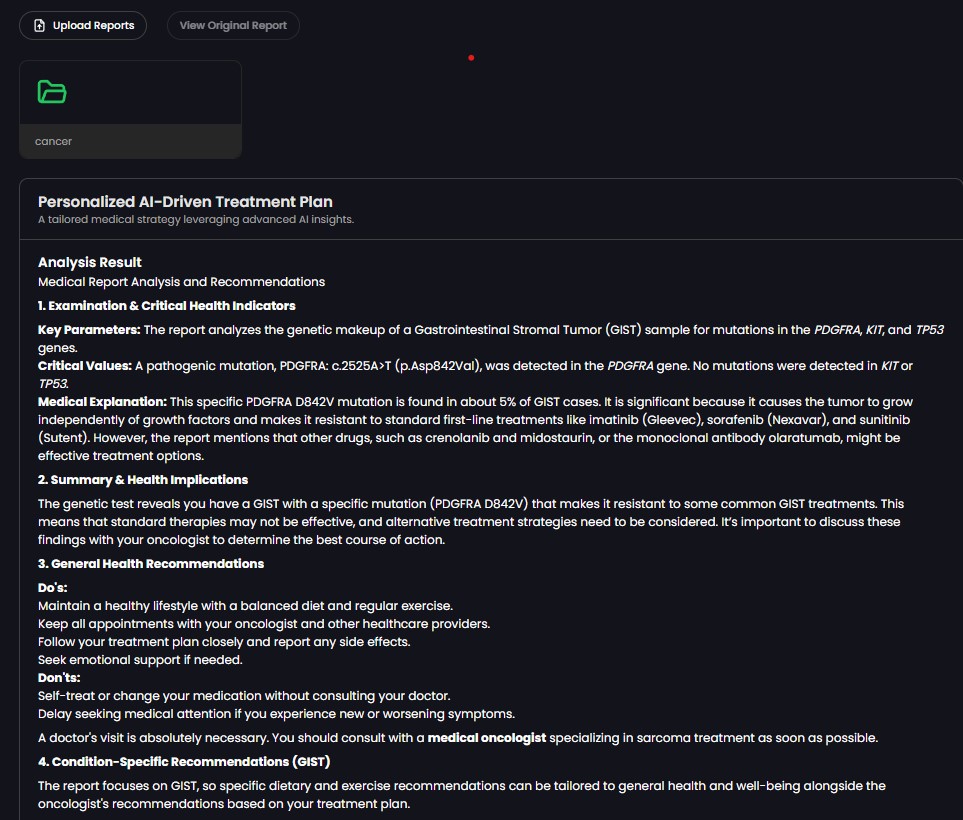 Upload Reports
View Original Report
cancer
Personalized AI-Driven Treatment Plan
A tailored medical strategy leveraging advanced AI insights.
Analysis Result
Medical Report Analysis and Recommendations
1. Examination & Critical Health Indicators
Key Parameters: The report analyzes the genetic makeup of a Gastrointestinal Stromal Tumor (GIST) sample for mutations in the PDGFRA, KIT, and TP53
genes.
Critical Values: A pathogenic mutation, PDGFRA: c.2525A>T (p.Asp842Val), was detected in the PDGFRA gene. No mutations were detected in KIT or
TP53.
Medical Explanation: This specific PDGFRA D842V mutation is found in about 5% of GIST cases. It is significant because it causes the tumor to grow
independently of growth factors and makes it resistant to standard first-line treatments like imatinib (Gleevec), sorafenib (Nexavar), and sunitinib
(Sutent). However, the report mentions that other drugs, such as crenolanib and midostaurin, or the monoclonal antibody olaratumab, might be
effective treatment options.
2. Summary & Health Implications
The genetic test reveals you have a GIST with a specific mutation (PDGFRA D842V) that makes it resistant to some common GIST treatments. This
means that standard therapies may not be effective, and alternative treatment strategies need to be considered. It's important to discuss these
findings with your oncologist to determine the best course of action.
3. General Health Recommendations
Do's:
Maintain a healthy lifestyle with a balanced diet and regular exercise.
Keep all appointments with your oncologist and other healthcare providers.
Follow your treatment plan closely and report any side effects.
Seek emotional support if needed.
Don'ts:
Self-treat or change your medication without consulting your doctor.
Delay seeking medical attention if you experience new or worsening symptoms.
A doctor's visit is absolutely necessary. You should consult with a medical oncologist specializing in sarcoma treatment as soon as possible.
4. Condition-Specific Recommendations (GIST)
The report focuses on GIST, so specific dietary and exercise recommendations can be tailored to general health and well-being alongside the
oncologist's recommendations based on your treatment plan.